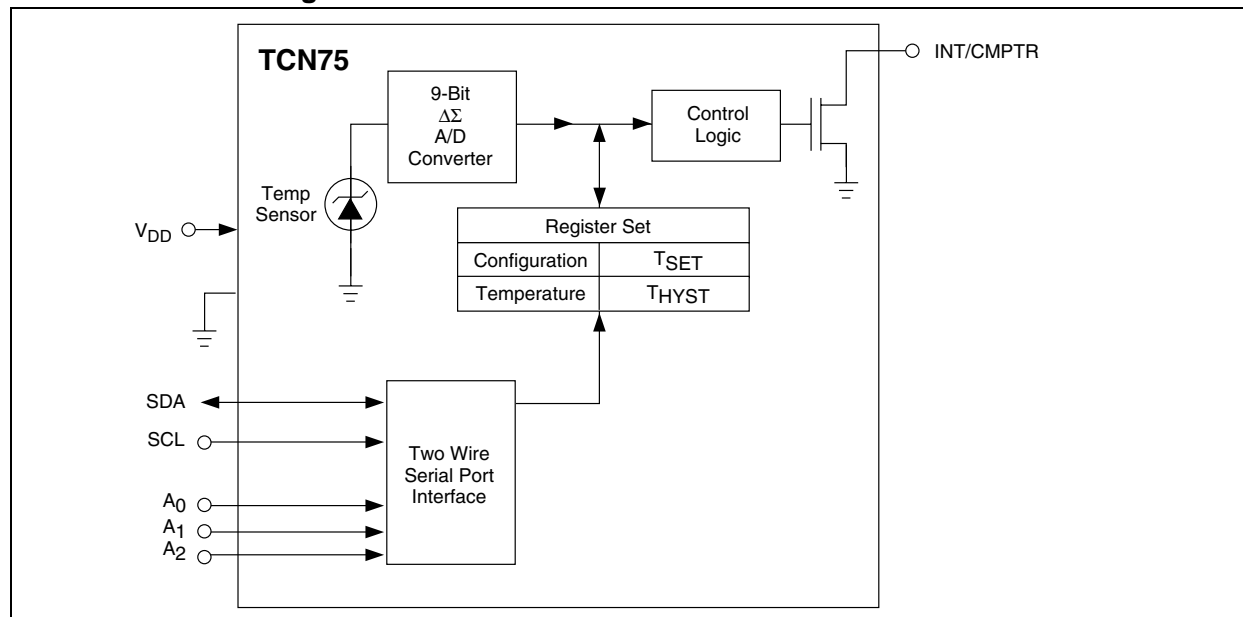 TCN75
INT/CMPTR
9-Bit
ΔΣ
A/D
Converter
Control
Logic
Temp
Sensor
VDD
Register Set
Configuration TSET
Temperature THYST
SDA
SCL
Two Wire
Serial Port
Interface
A0
A1
A2